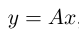 y = Ax.